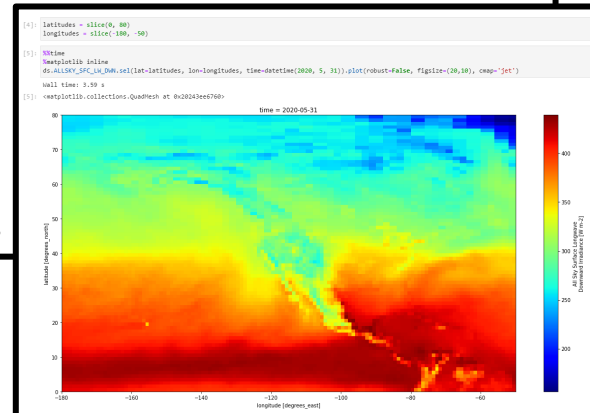 [4]: latitudes = slice(0, 80)
longitudes = slice(-180, -50)
[5]: %%time
%matplotlib inline
ds.ALLSKY_SFC_LW_DWN.sel(lat=latitudes, lon=longitudes, time=datetime(2020, 5, 31)).plot(robust=False, figsize=(20,10), cmap='jet')
Wall time: 3.59 s
[5]: <matplotlib.collections.QuadMesh at 0x20243ee6760>
time = 2020-05-31
80
70
60
50
40
30
20
10
0
latitude [degrees_north]
−180
−160
−140
−120
−100
−80
−60
longitude [degrees_east]
400
350
300
250
200
All Sky Surface Longwave
Downward Irradiance [W m-2]